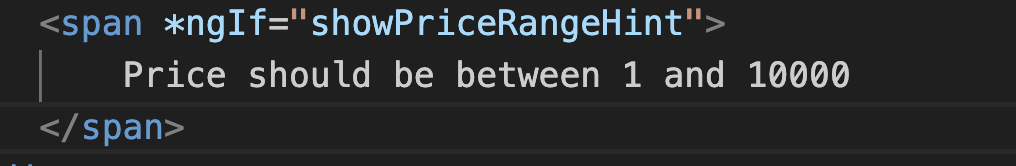 <span *ngIf="showPriceRangeHint">
Price should be between 1 and 10000
</span>